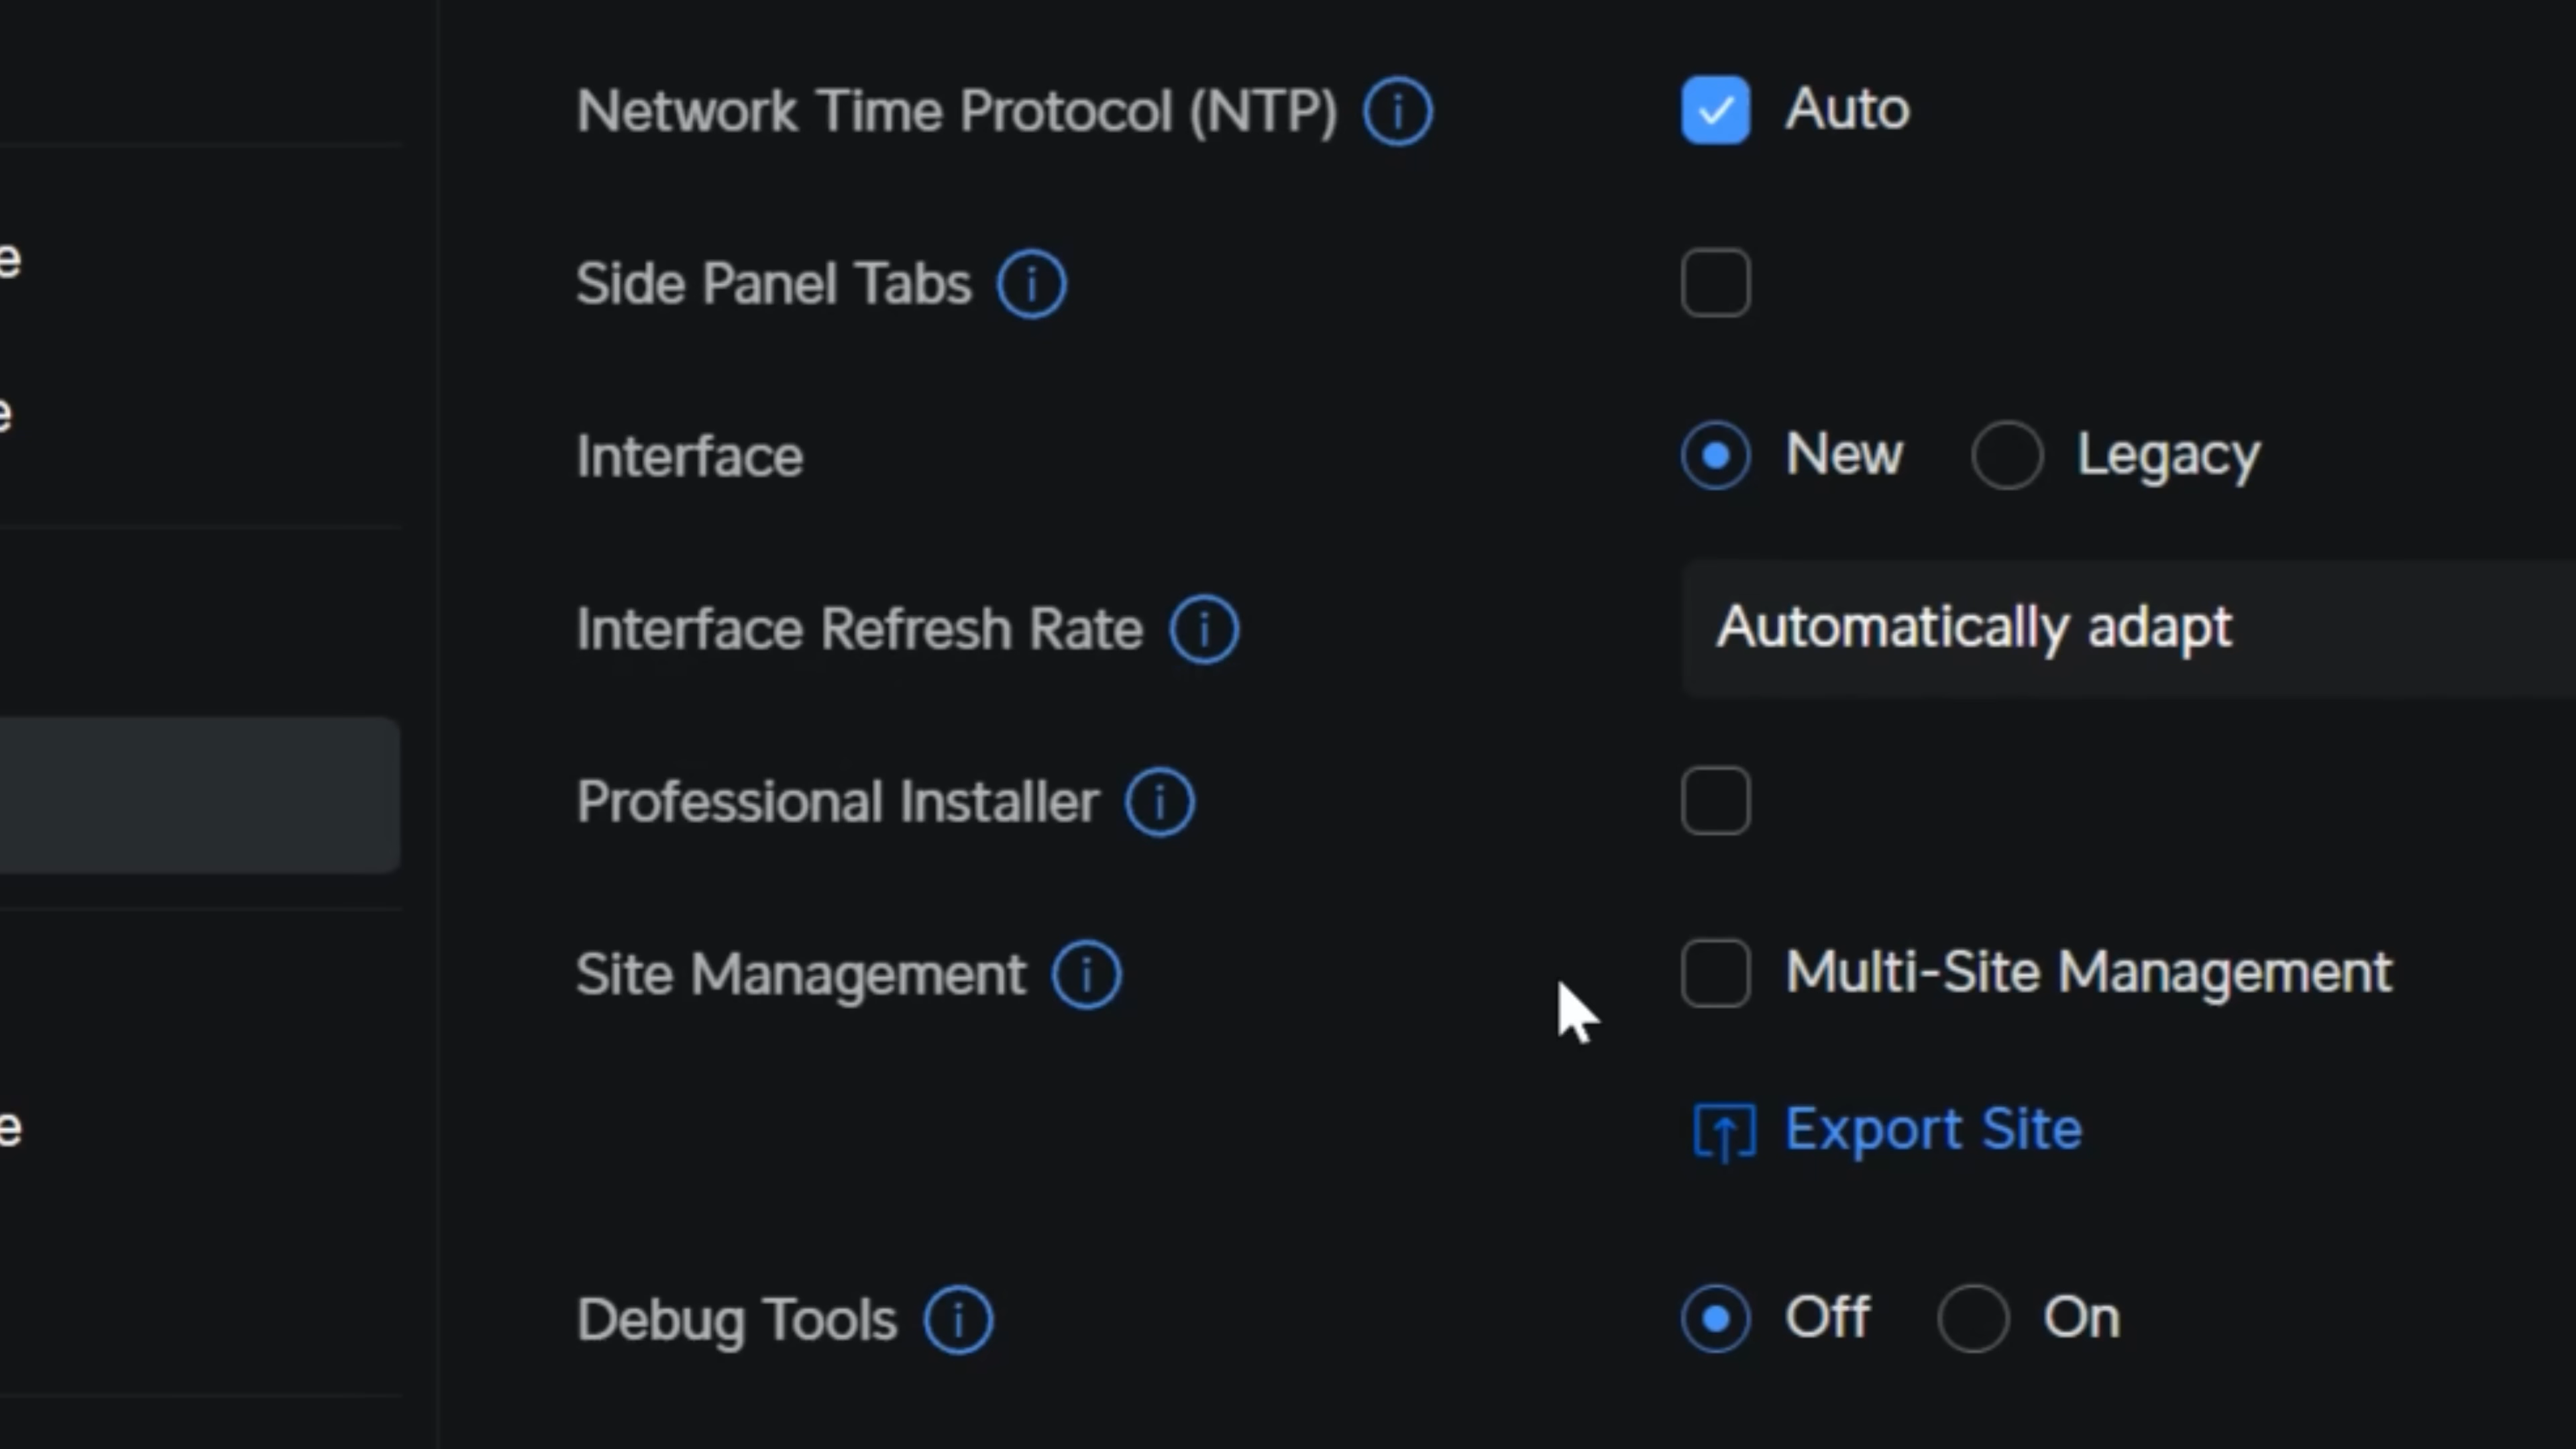 Network Time Protocol (NTP) Auto
e
Side Panel Tabs
e
Interface New Legacy
Interface Refresh Rate Automatically adapt
Professional Installer
Site Management Multi-Site Management
e
Export Site
Debug Tools Off On